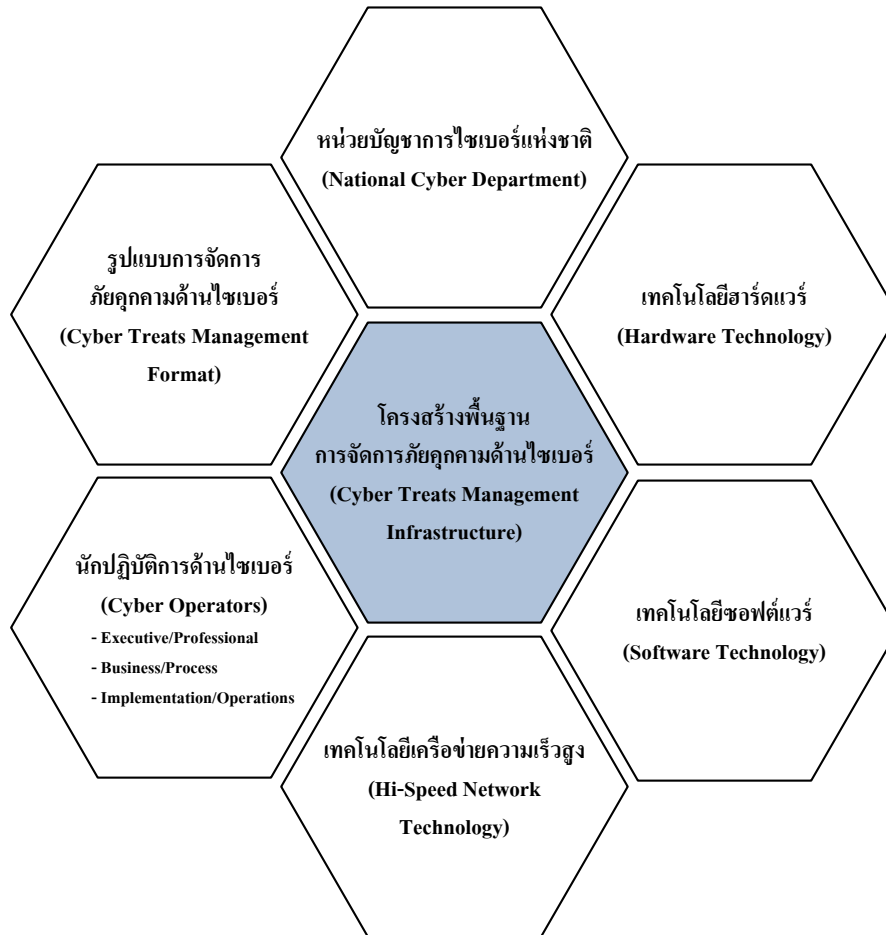 หน่วยบัญชาการไซเบอร์แห่งชาติ
(National Cyber Department)
รูปแบบการจัดการ
ภัยคุกคามด้านไซเบอร์
(Cyber Treats Management
Format)
เทคโนโลยีฮาร์ดแวร์
(Hardware Technology)
โครงสร้างพื้นฐาน
การจัดการภัยคุกคามด้านไซเบอร์
(Cyber Treats Management
Infrastructure)
นักปฏิบัติการด้านไซเบอร์
(Cyber Operators)
- Executive/Professional
- Business/Process
- Implementation/Operations
เทคโนโลยีซอฟต์แวร์
(Software Technology)
เทคโนโลยีเครือข่ายความเร็วสูง
(Hi-Speed Network
Technology)